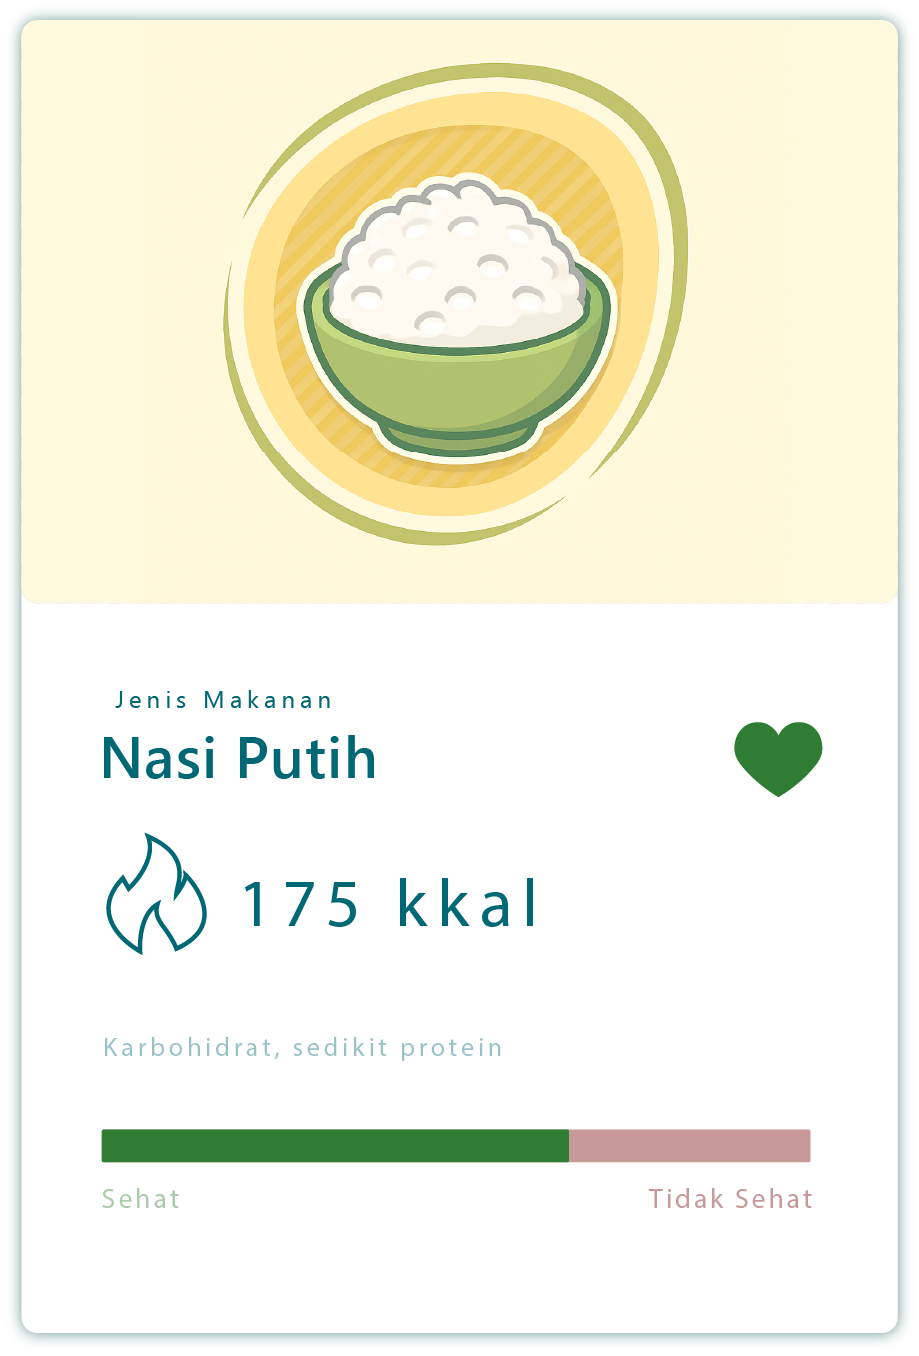 Jenis Makanan
Nasi Putih
175 kkal
Karbohidrat, sedikit protein
Sehat
Tidak Sehat